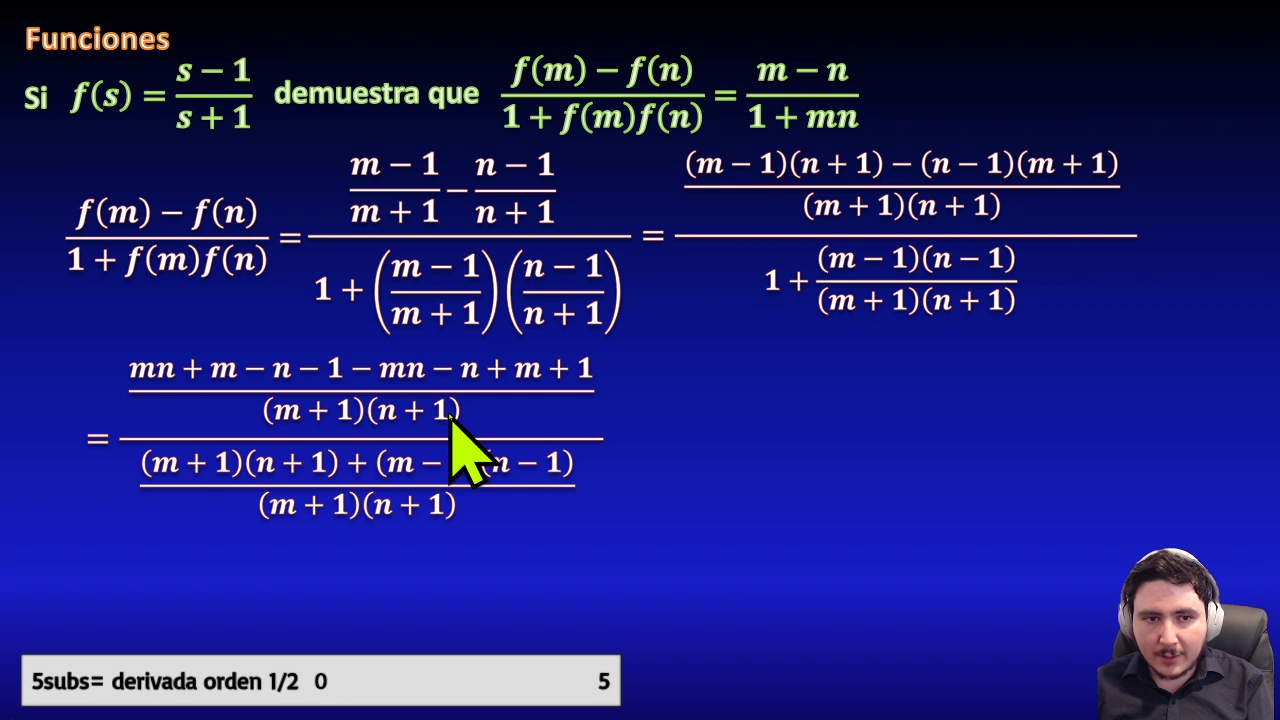 Funciones
Si f(s) = (s − 1)/(s + 1) demuestra que (f(m) − f(n))/(1 + f(m)f(n)) = (m − n)/(1 + mn)
(f(m) − f(n))/(1 + f(m)f(n)) = ((m − 1)/(m + 1) − (n − 1)/(n + 1))/(1 + ((m − 1)/(m + 1))((n − 1)/(n + 1))) = (((m − 1)(n + 1) − (n − 1)(m + 1))/((m + 1)(n + 1)))/(1 + ((m − 1)(n − 1))/((m + 1)(n + 1)))
= ((mn + m − n − 1 − mn − n + m + 1)/((m + 1)(n + 1)))/(((m + 1)(n + 1) + (m − (n − 1))/((m + 1)(n + 1)))
5subs= derivada orden 1/2 0 5